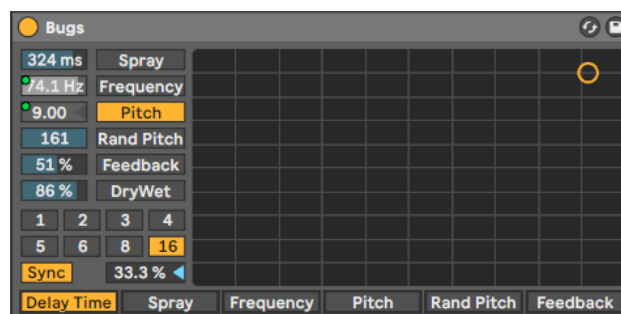 Bugs
324 ms Spray
74.1 Hz Frequency
9.00 Pitch
161 Rand Pitch
51 % Feedback
86 % DryWet
1 2 3 4
5 6 8 16
Sync 33.3 %
Delay Time Spray Frequency Pitch Rand Pitch Feedback